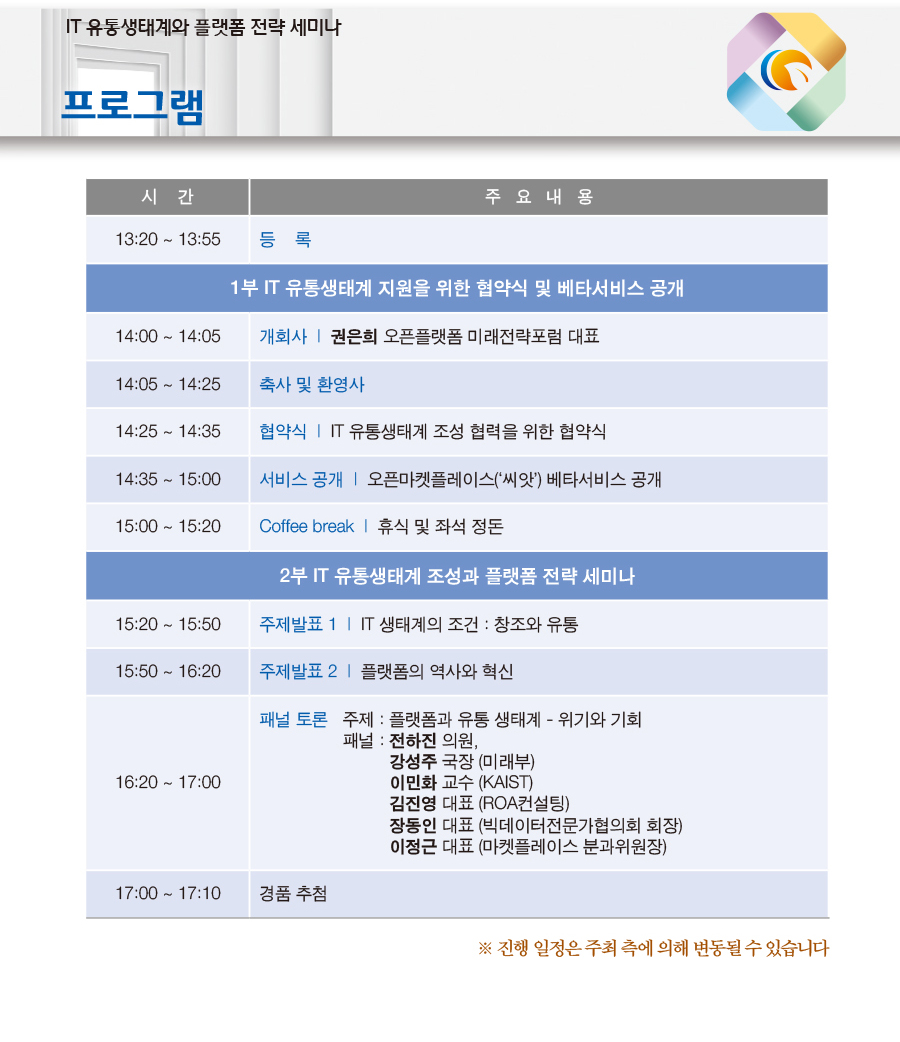 IT 유통생태계와 플랫폼 전략 세미나
프로그램
시 간 주 요 내 용
13:20 ~ 13:55 등 록
1부 IT 유통생태계 지원을 위한 협약식 및 베타서비스 공개
14:00 ~ 14:05 개회사 | 권은희 오픈플랫폼 미래전략포럼 대표
14:05 ~ 14:25 축사 및 환영사
14:25 ~ 14:35 협약식 | IT 유통생태계 조성 협력을 위한 협약식
14:35 ~ 15:00 서비스 공개 | 오픈마켓플레이스(‘씨앗’) 베타서비스 공개
15:00 ~ 15:20 Coffee break | 휴식 및 좌석 정돈
2부 IT 유통생태계 조성과 플랫폼 전략 세미나
15:20 ~ 15:50 주제발표 1 | IT 생태계의 조건 : 창조와 유통
15:50 ~ 16:20 주제발표 2 | 플랫폼의 역사와 혁신
16:20 ~ 17:00 패널 토론 주제 : 플랫폼과 유통 생태계 - 위기와 기회
패널 : 전하진 의원,
강성주 국장 (미래부)
이민화 교수 (KAIST)
김진영 대표 (ROA컨설팅)
장동인 대표 (빅데이터전문가협의회 회장)
이정근 대표 (마켓플레이스 분과위원장)
17:00 ~ 17:10 경품 추첨
※ 진행 일정은 주최 측에 의해 변동될 수 있습니다